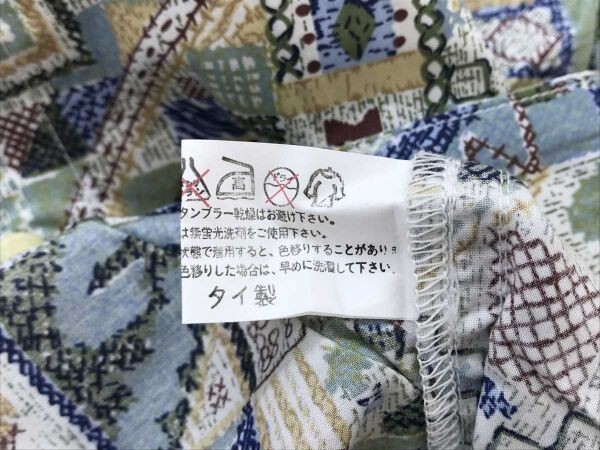 高
タンブラー乾燥はお避け下さい。
は無蛍光洗剤をご使用下さい。
状態で着用すると、色移りすることがあり
色移りした場合は、早めに洗濯して下さい
タイ製